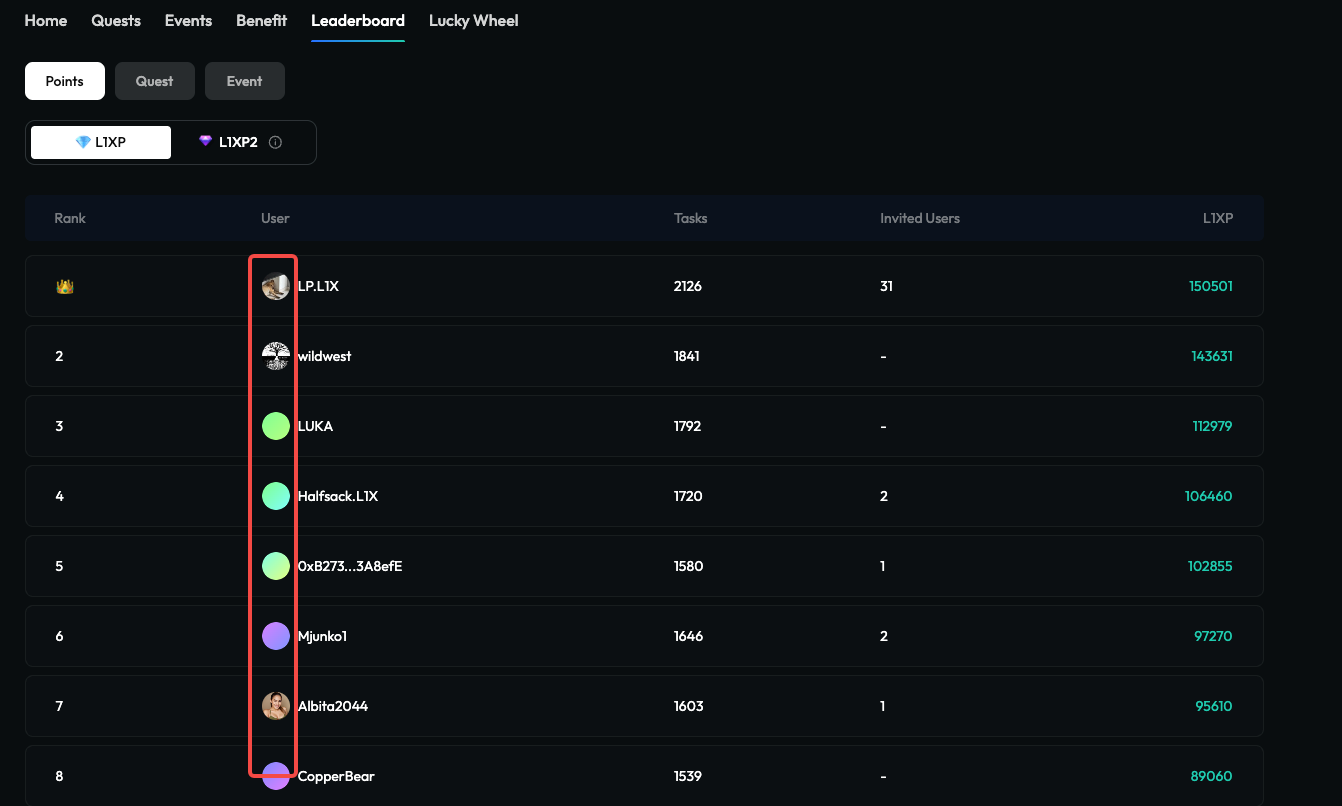 Home Quests Events Benefit Leaderboard Lucky Wheel
Points Quest Event
L1XP L1XP2
Rank User Tasks Invited Users L1XP
LP.L1X 2126 31 150501
2 wildwest 1841 - 143631
3 LUKA 1792 - 112979
4 Halfsack.L1X 1720 2 106460
5 0xB273...3A8efE 1580 1 102855
6 Mjunko1 1646 2 97270
7 Albita2044 1603 1 95610
8 CopperBear 1539 - 89060